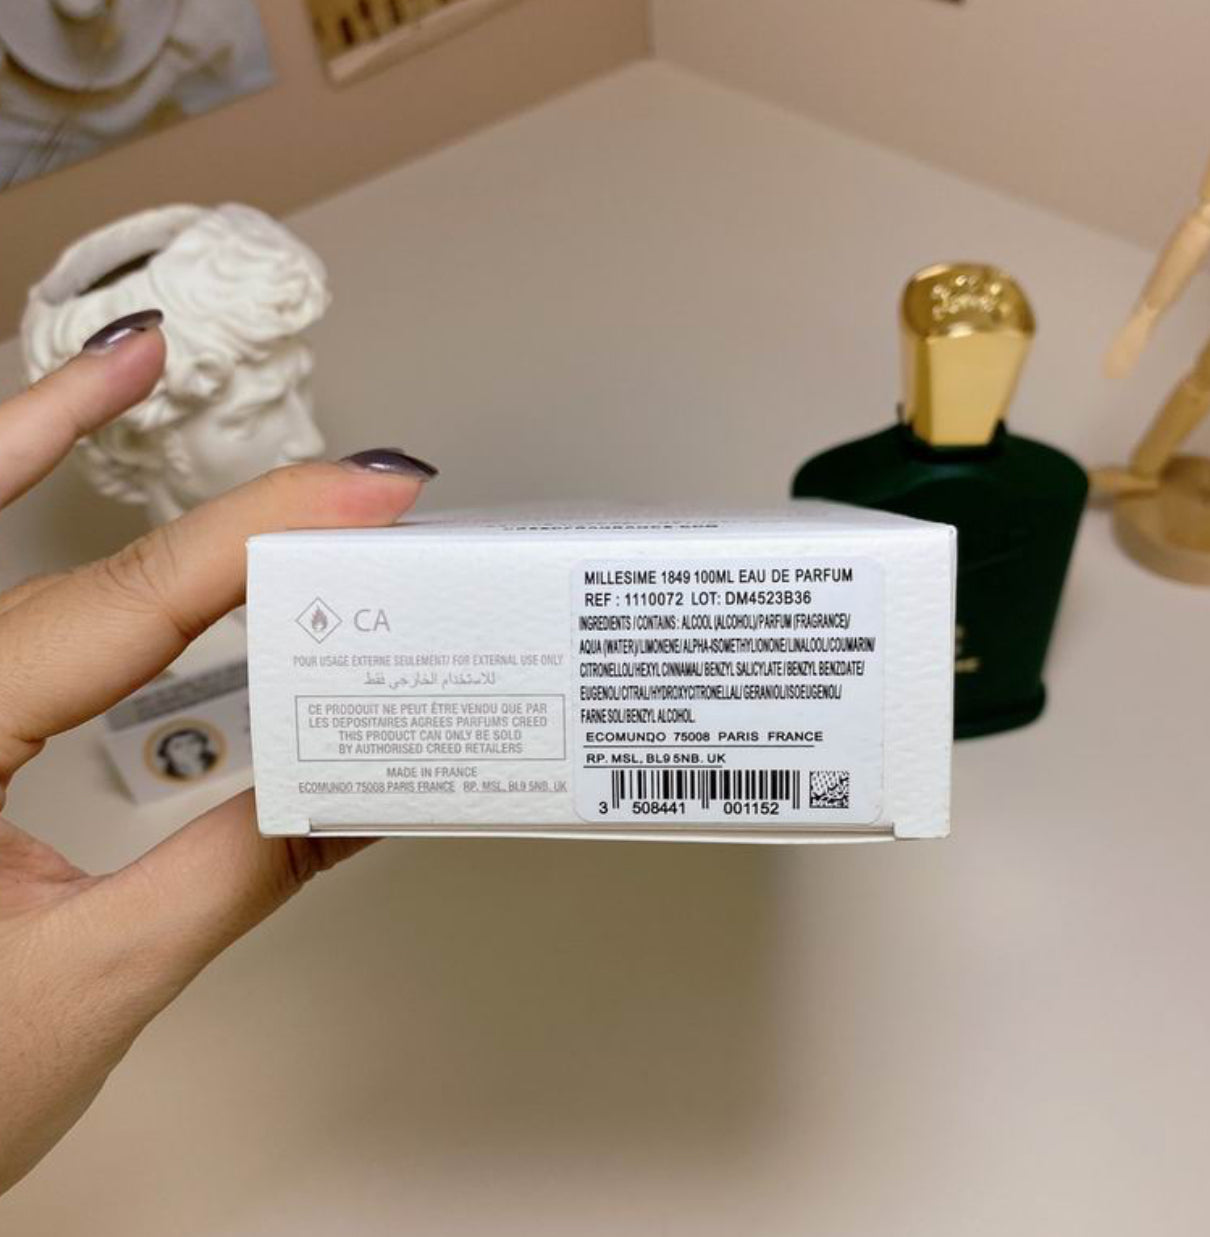 CREEDFRAGRANCE.COM
CA
POUR USAGE EXTERNE SEULEMENT/ FOR EXTERNAL USE ONLY
للاستخدام الخارجي فقط
CE PRODOUIT NE PEUT ÊTRE VENDU QUE PAR
LES DEPOSITAIRES AGREES PARFUMS CREED
THIS PRODUCT CAN ONLY BE SOLD
BY AUTHORISED CREED RETAILERS
MADE IN FRANCE
ECOMUNDO 75008 PARIS FRANCE RP. MSL, BL9 5NB, UK
MILLESIME 1849 100ML EAU DE PARFUM
REF : 1110072 LOT: DM4523B36
INGREDIENTS / CONTAINS : ALCOOL (ALCOHOL)/PARFUM (FRAGRANCE)/
AQUA (WATER)/LIMONENE/ALPHA-ISOMETHYLIONONE/LINALOOL/COUMARIN/
CITRONELLOL/HEXYL CINNAMAL/ BENZYL SALICYLATE / BENZYL BENZOATE/
EUGENOL/CITRAL/HYDROXYCITRONELLAL/ GERANIOL/ISOEUGENOL/
FARNESOL/BENZYL ALCOHOL.
ECOMUNDO 75008 PARIS FRANCE
RP. MSL, BL9 5NB. UK
3 508441 001152